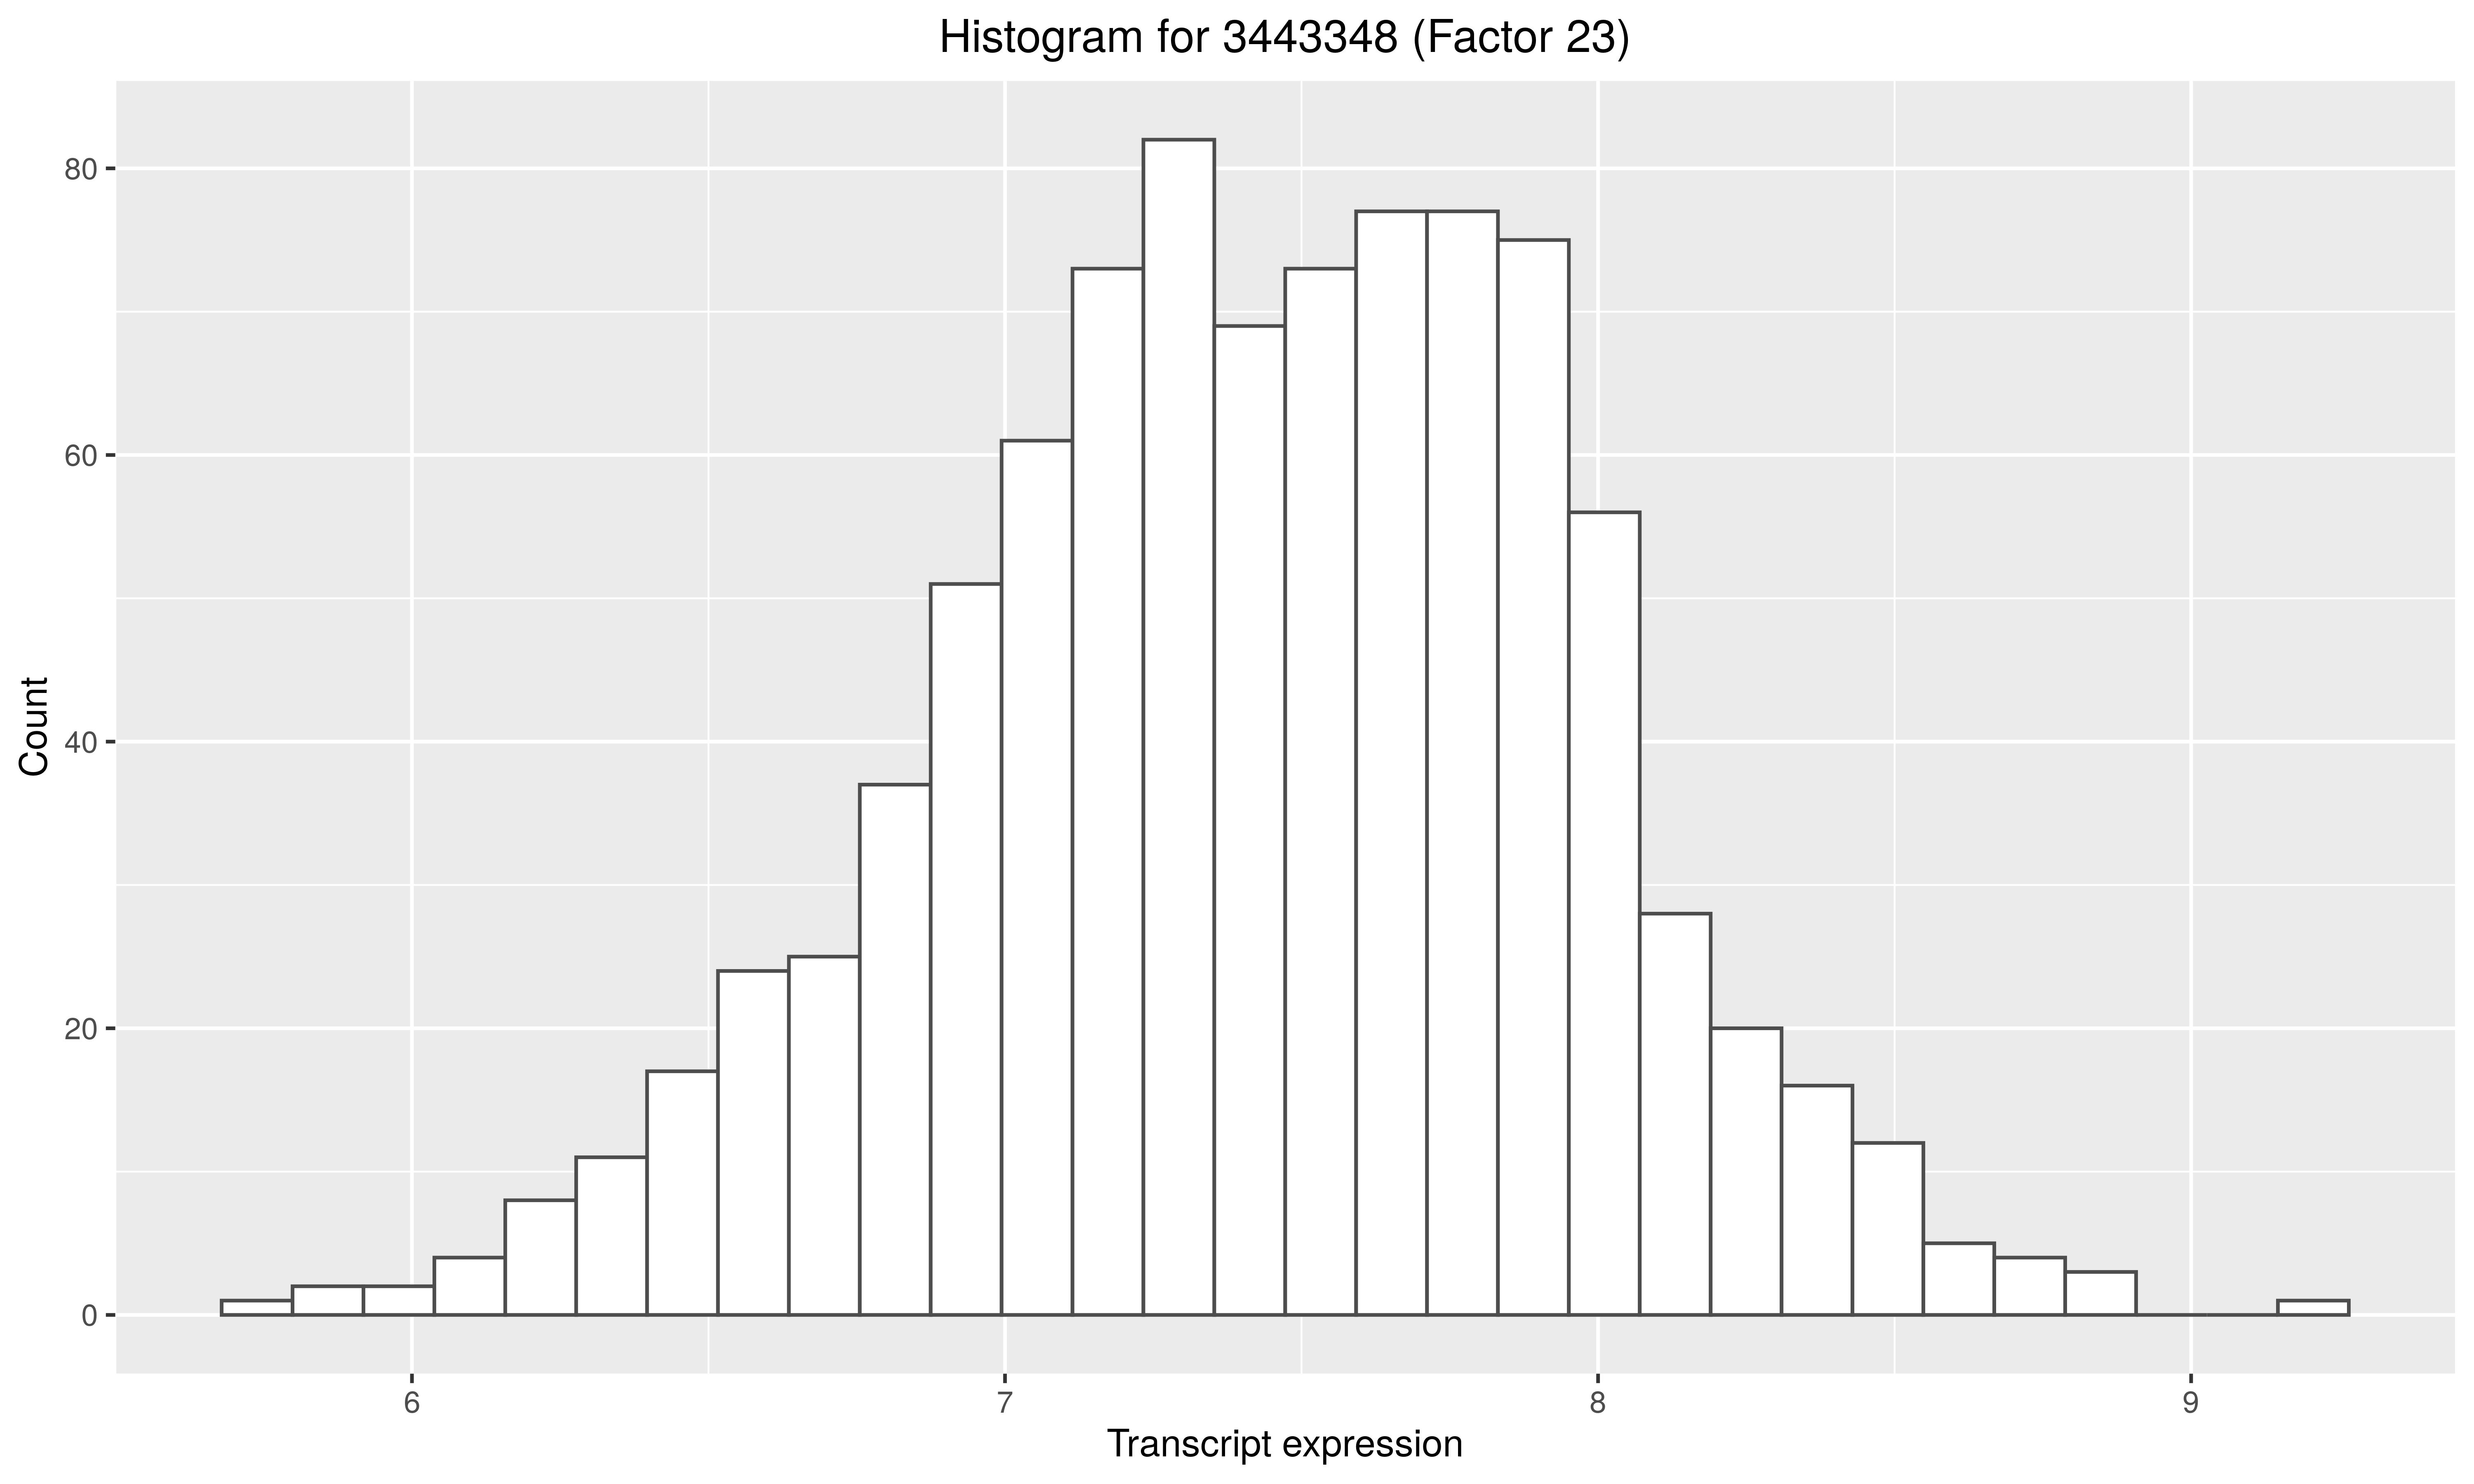 Histogram for 3443348 (Factor 23)
Count
80
60
40
20
0
6 7 8 9
Transcript expression